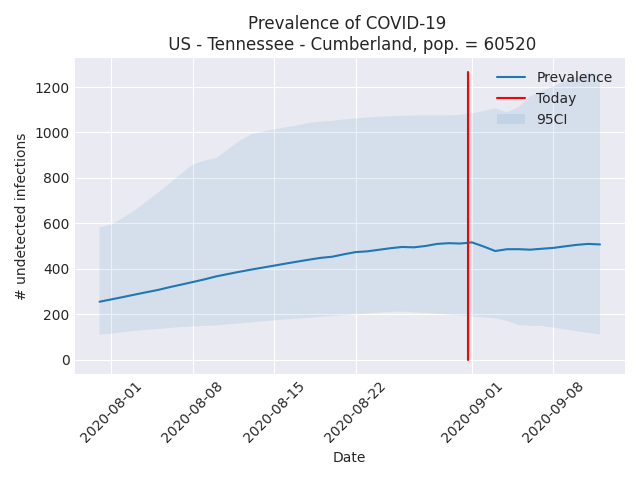 Prevalence of COVID-19
US - Tennessee - Cumberland, pop. = 60520
Prevalence
Today
95CI
1200
1000
800
600
400
200
0
# undetected infections
2020-08-01
2020-08-08
2020-08-15
2020-08-22
2020-09-01
2020-09-08
Date